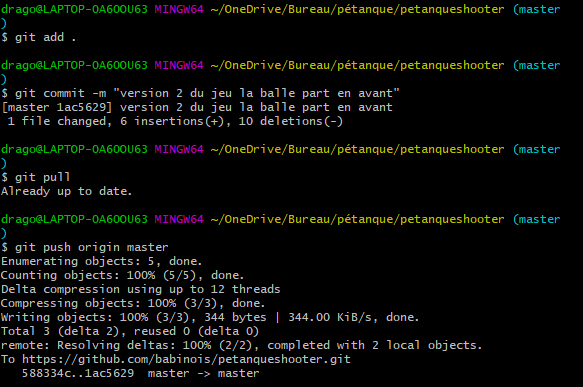 drago@LAPTOP-OA6OOU63 MINGW64 ~/OneDrive/Bureau/pétanque/petanqueshooter (master
)
$ git add .
drago@LAPTOP-OA6OOU63 MINGW64 ~/OneDrive/Bureau/pétanque/petanqueshooter (master
)
$ git commit -m "version 2 du jeu la balle part en avant"
[master 1ac5629] version 2 du jeu la balle part en avant
 1 file changed, 6 insertions(+), 10 deletions(-)
drago@LAPTOP-OA6OOU63 MINGW64 ~/OneDrive/Bureau/pétanque/petanqueshooter (master
)
$ git pull
Already up to date.
drago@LAPTOP-OA6OOU63 MINGW64 ~/OneDrive/Bureau/pétanque/petanqueshooter (master
)
$ git push origin master
Enumerating objects: 5, done.
Counting objects: 100% (5/5), done.
Delta compression using up to 12 threads
Compressing objects: 100% (3/3), done.
Writing objects: 100% (3/3), 344 bytes | 344.00 KiB/s, done.
Total 3 (delta 2), reused 0 (delta 0)
remote: Resolving deltas: 100% (2/2), completed with 2 local objects.
To https://github.com/babinois/petanqueshooter.git
   588334c..1ac5629  master -> master